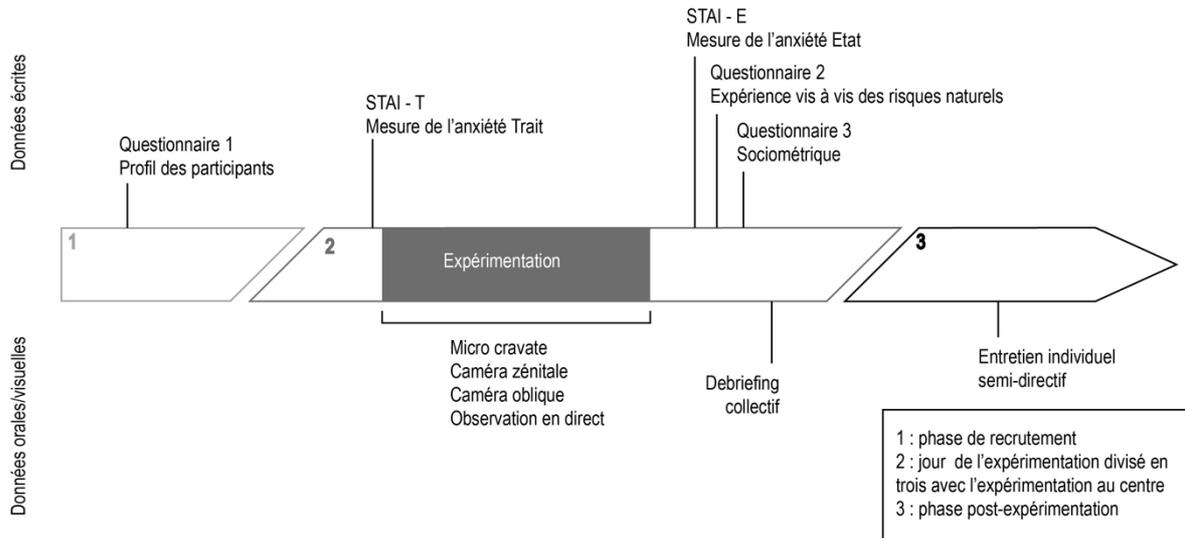 STAI - E
Mesure de l'anxiété Etat
Questionnaire 2
Expérience vis à vis des risques naturels
STAI - T
Mesure de l'anxiété Trait
Questionnaire 3
Sociométrique
Questionnaire 1
Profil des participants
Données écrites
1
2
Expérimentation
3
Micro cravate
Caméra zénitale
Caméra oblique
Observation en direct
Debriefing
collectif
Entretien individuel
semi-directif
Données orales/visuelles
1 : phase de recrutement
2 : jour de l'expérimentation divisé en
trois avec l'expérimentation au centre
3 : phase post-expérimentation